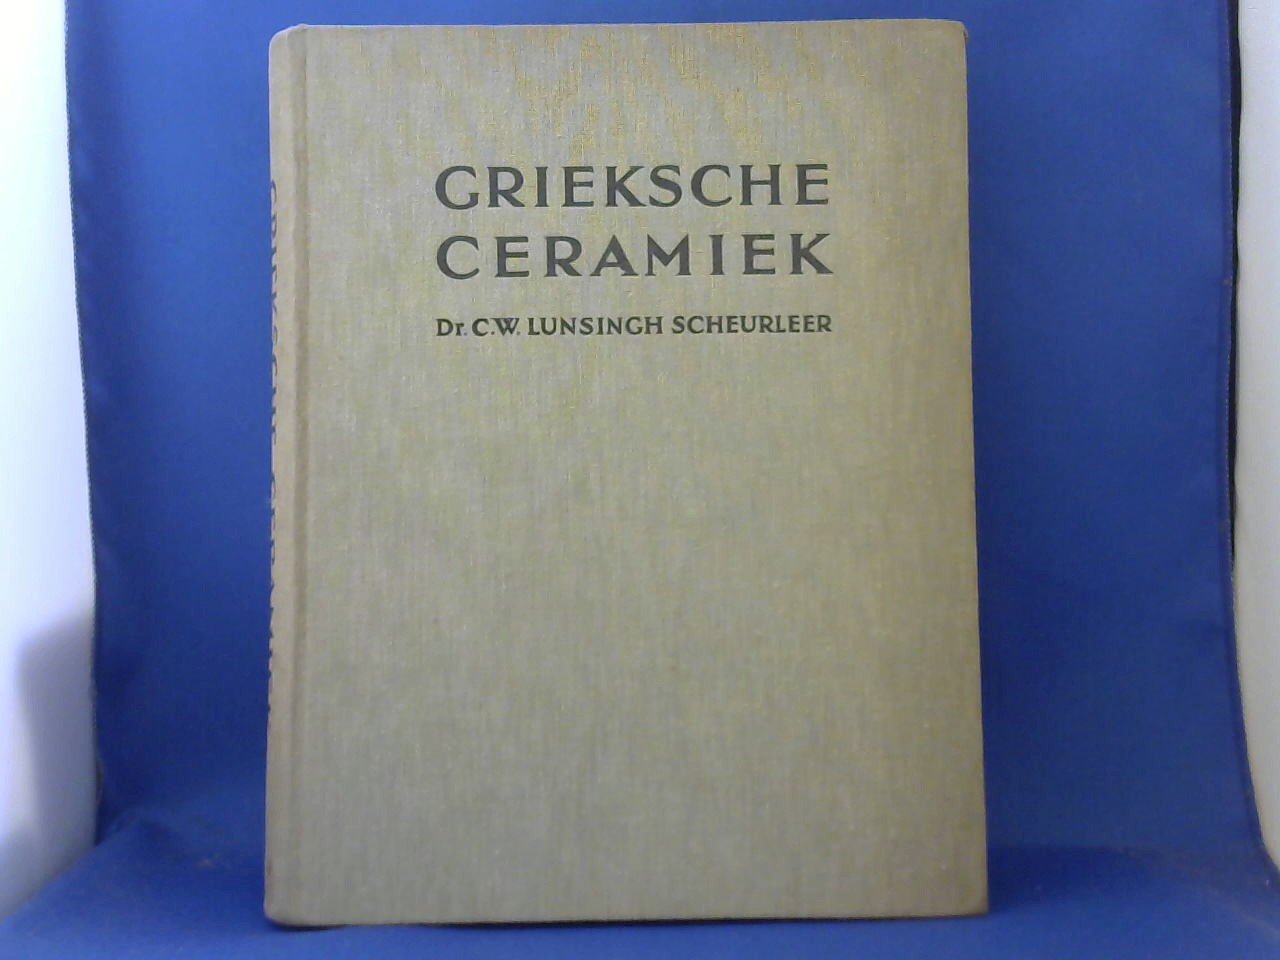 GRIEKSCHE
CERAMIEK
Dr. C.W. LUNSINGH SCHEURLEER